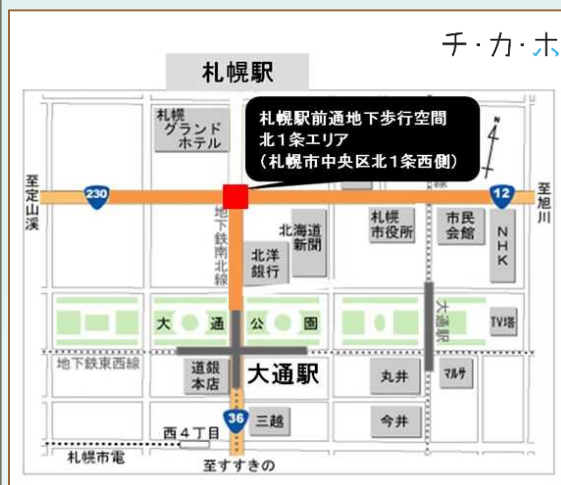 チ・カ・ホ
札幌駅
札幌
グランド
ホテル
札幌駅前通地下歩行空間
北1条エリア
(札幌市中央区北1条西側)
N
至定山渓
230
12
至旭川
地下鉄南北線
北海道
新聞
北洋
銀行
札幌
市役所
市民
会館
NHK
大通公園
大通駅
TV塔
地下鉄東西線
道銀
本店
大通駅
丸井
マルサ
36
三越
今井
西4丁目
札幌市電
至すすきの